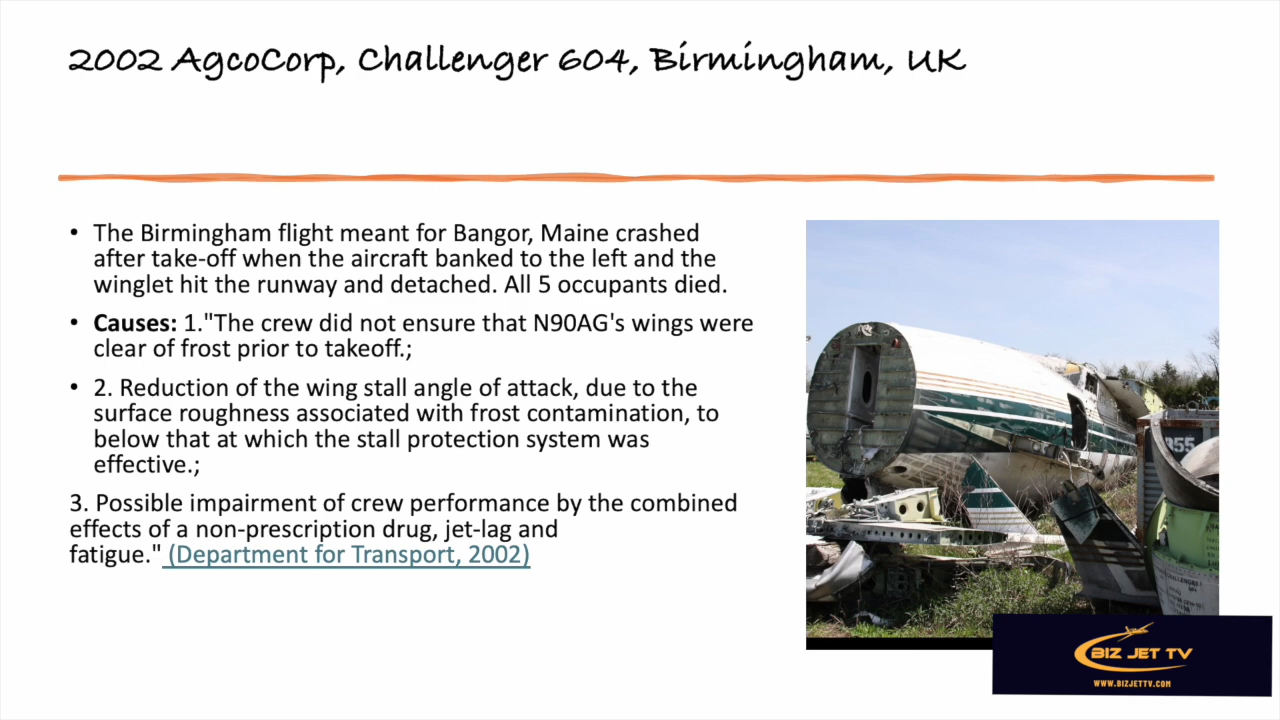 2002 AgcoCorp, Challenger 604, Birmingham, UK
• The Birmingham flight meant for Bangor, Maine crashed
after take-off when the aircraft banked to the left and the
winglet hit the runway and detached. All 5 occupants died.
• Causes: 1."The crew did not ensure that N90AG's wings were
clear of frost prior to takeoff.;
• 2. Reduction of the wing stall angle of attack, due to the
surface roughness associated with frost contamination, to
below that at which the stall protection system was
effective.;
3. Possible impairment of crew performance by the combined
effects of a non-prescription drug, jet-lag and
fatigue." (Department for Transport, 2002)
BIZ JET TV
WWW.BIZJETTV.COM